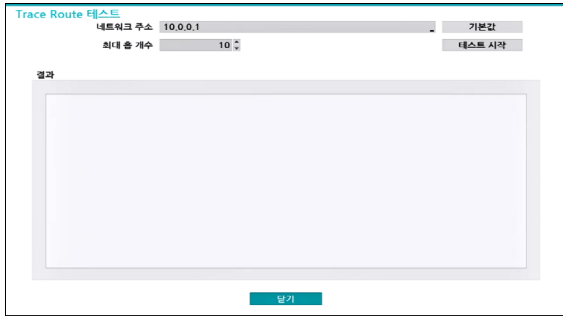 Trace Route 테스트
네트워크 주소 10.0.0.1 기본값
최대 홉 개수 10 테스트 시작
결과
닫기